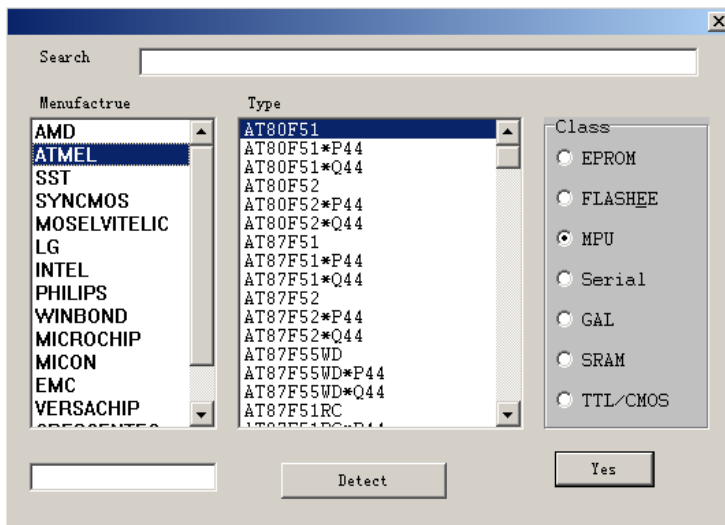 Search
Menufactrue
AMD
ATMEL
SST
SYNCMOS
MOSELVITELIC
LG
INTEL
PHILIPS
WINBOND
MICROCHIP
MICON
EMC
VERSACHIP
Type
AT80F51
AT80F51*P44
AT80F51*Q44
AT80F52
AT80F52*P44
AT80F52*Q44
AT87F51
AT87F51*P44
AT87F51*Q44
AT87F52
AT87F52*P44
AT87F52*Q44
AT87F55WD
AT87F55WD*P44
AT87F55WD*Q44
AT87F51RC
Class
EPROM
FLASHEE
MPU
Serial
GAL
SRAM
TTL/CMOS
Detect
Yes